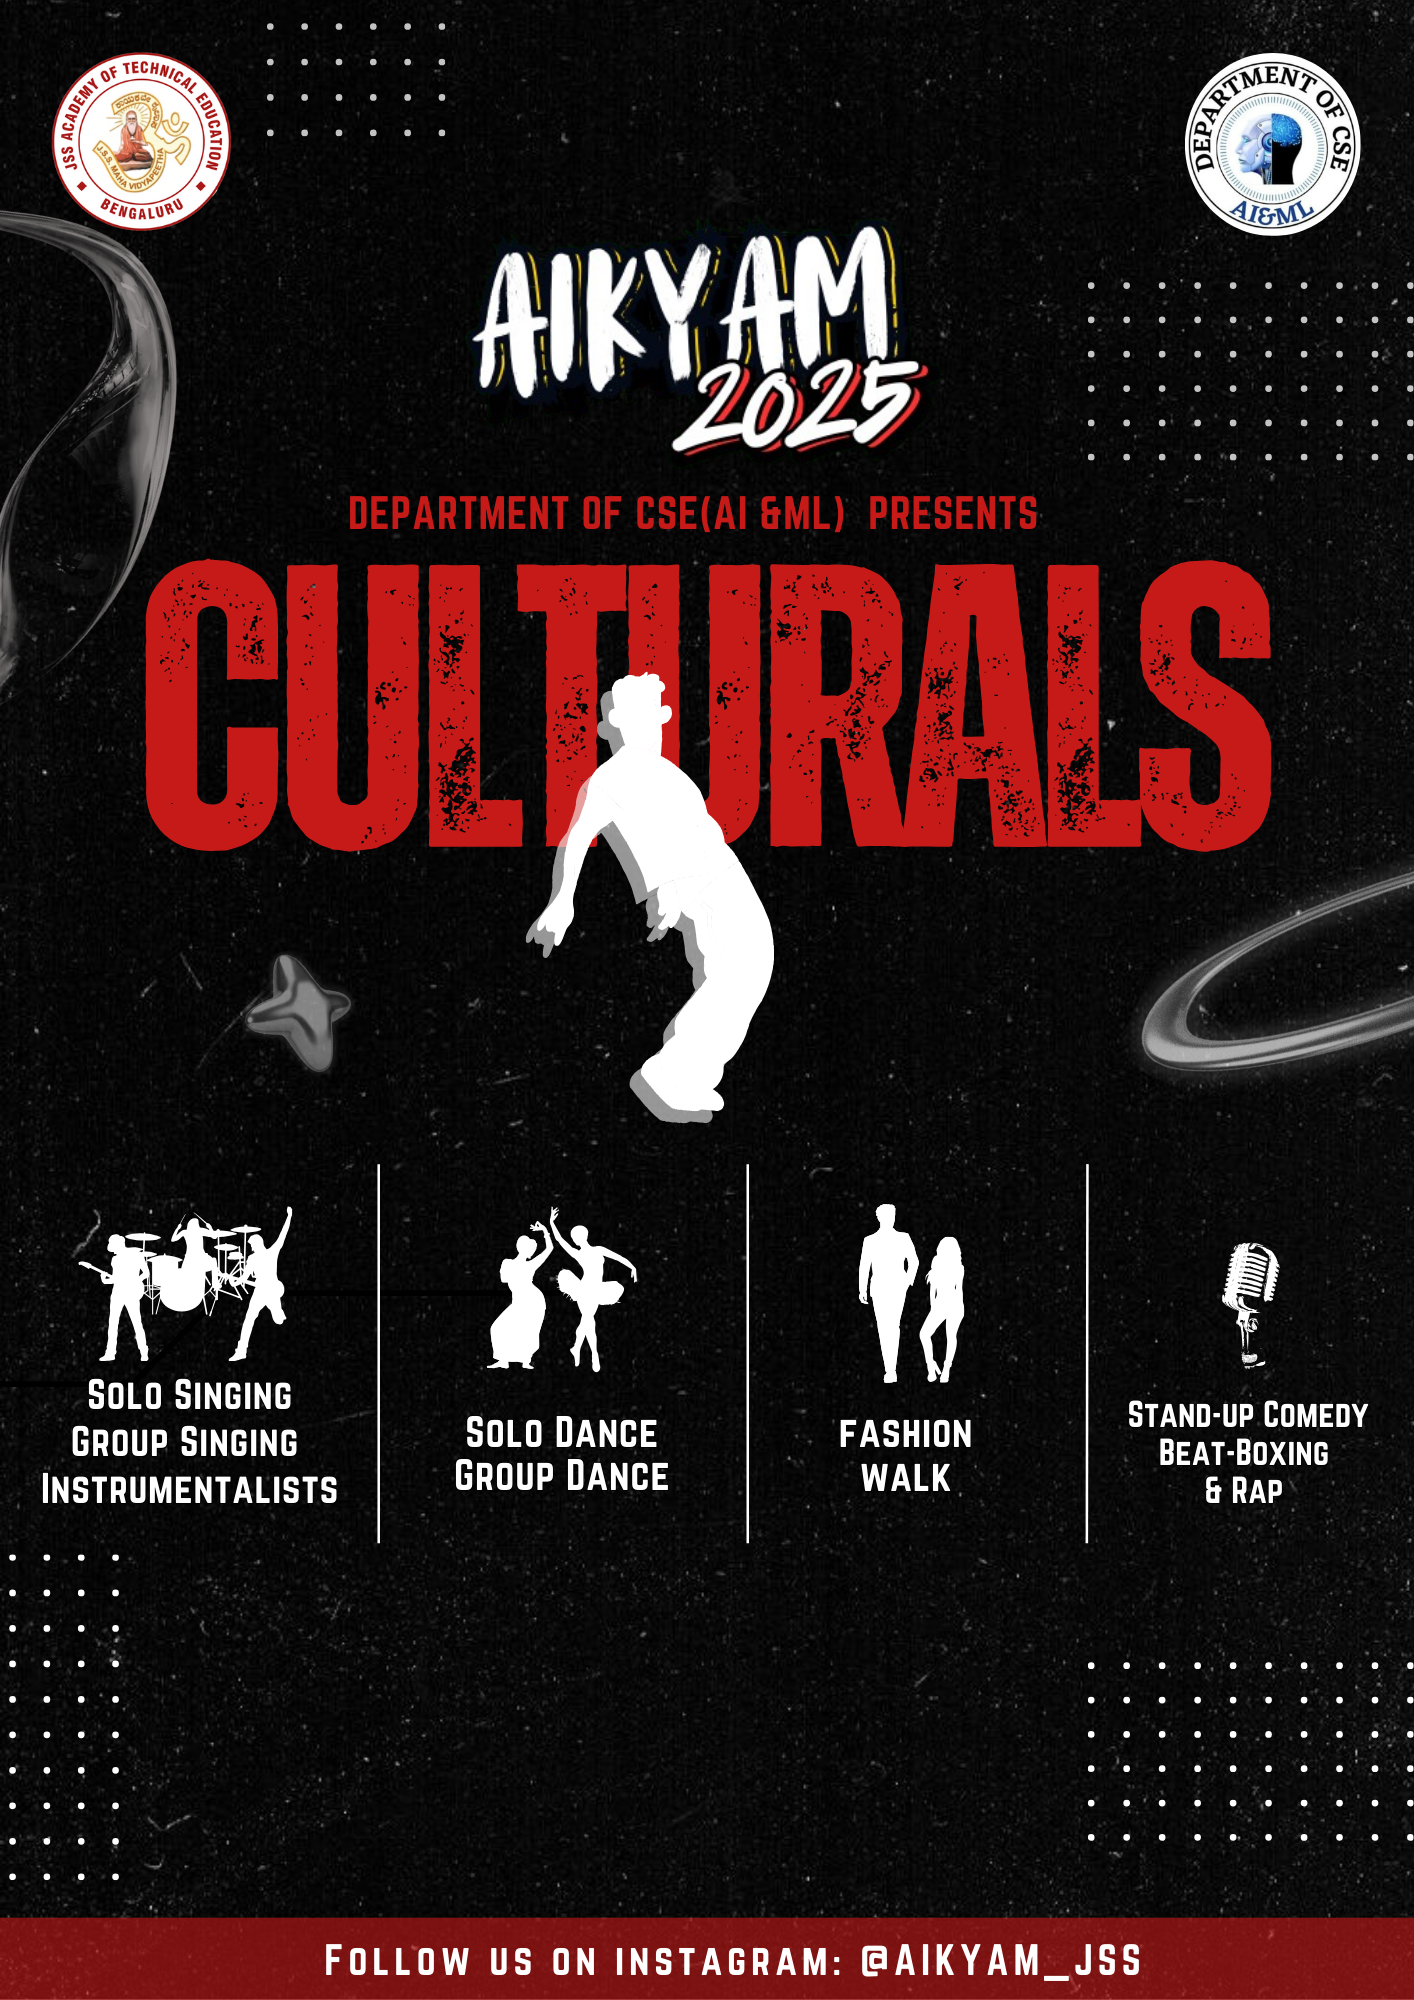 JSS ACADEMY OF TECHNICAL EDUCATION
J.S.S. MAHA VIDYAPEETHA
BENGALURU
DEPARTMENT OF CSE
AI&ML
AIKYAM
2025
DEPARTMENT OF CSE(AI &ML) PRESENTS
CULTURALS
SOLO SINGING
GROUP SINGING
INSTRUMENTALISTS
SOLO DANCE
GROUP DANCE
FASHION
WALK
STAND-UP COMEDY
BEAT-BOXING
& RAP
FOLLOW US ON INSTAGRAM: @AIKYAM_JSS